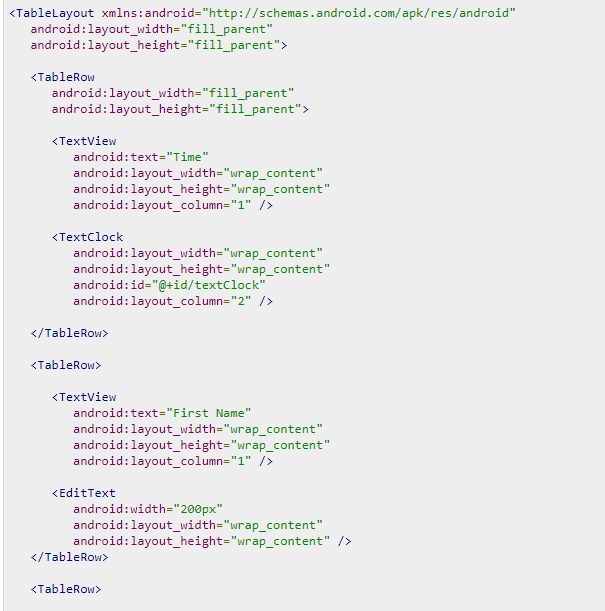 <TableLayout xmlns:android="http://schemas.android.com/apk/res/android"
android:layout_width="fill_parent"
android:layout_height="fill_parent">
<TableRow
android:layout_width="fill_parent"
android:layout_height="fill_parent">
<TextView
android:text="Time"
android:layout_width="wrap_content"
android:layout_height="wrap_content"
android:layout_column="1" />
<TextClock
android:layout_width="wrap_content"
android:layout_height="wrap_content"
android:id="@+id/textClock"
android:layout_column="2" />
</TableRow>
<TableRow>
<TextView
android:text="First Name"
android:layout_width="wrap_content"
android:layout_height="wrap_content"
android:layout_column="1" />
<EditText
android:width="200px"
android:layout_width="wrap_content"
android:layout_height="wrap_content" />
</TableRow>
<TableRow>